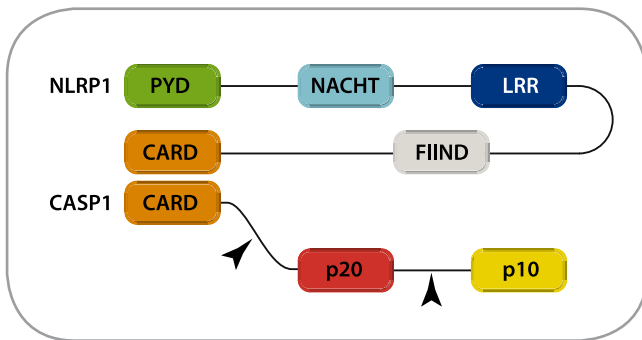 NLRP1 PYD NACHT LRR
CARD FIIND
CASP1 CARD
p20 p10